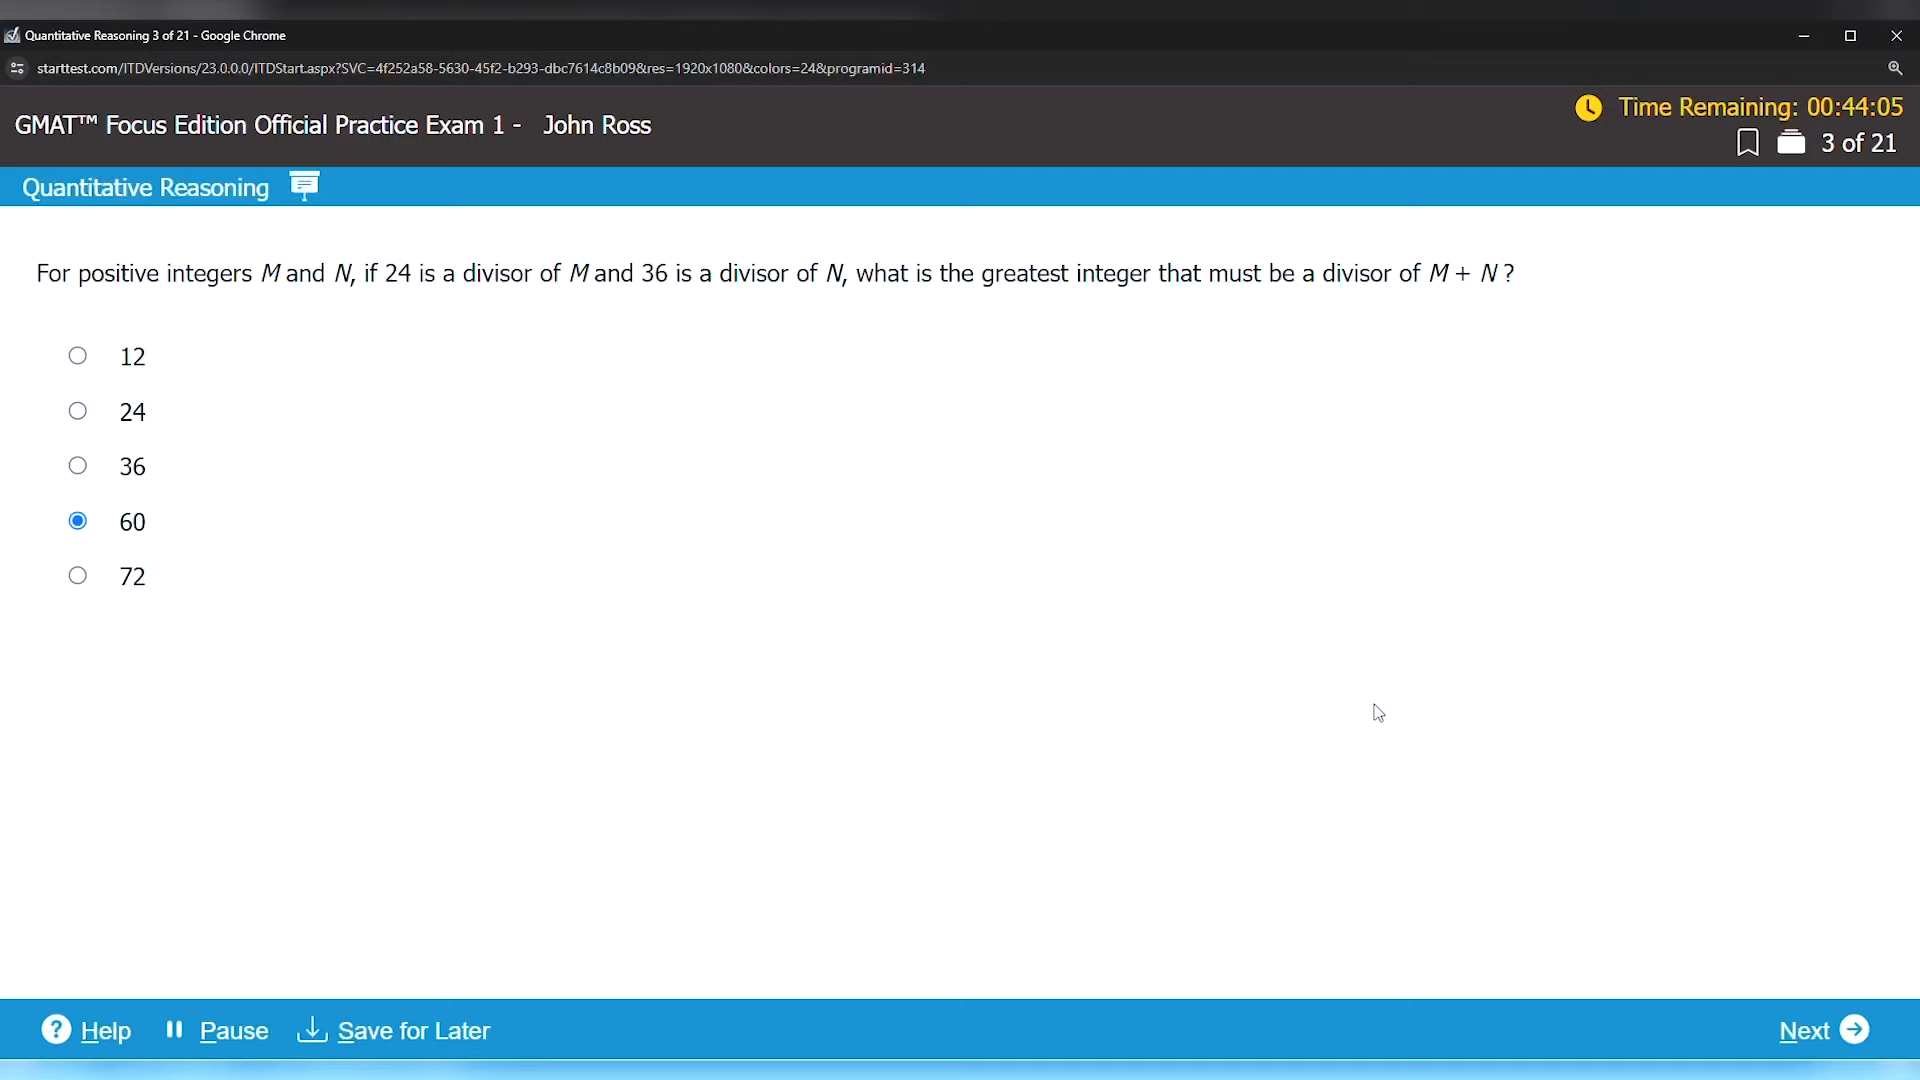 Quantitative Reasoning 3 of 21 - Google Chrome
starttest.com/ITDVersions/23.0.0.0/ITDStart.aspx?SVC=4f252a58-5630-45f2-b293-dbc7614c8b09&res=1920x1080&colors=24&programid=314
GMAT™ Focus Edition Official Practice Exam 1 - John Ross
Time Remaining: 00:44:05
3 of 21
Quantitative Reasoning
For positive integers M and N, if 24 is a divisor of M and 36 is a divisor of N, what is the greatest integer that must be a divisor of M + N ?
12
24
36
60
72
? Help
Pause
Save for Later
Next